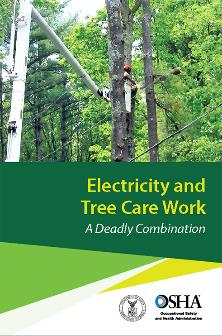 Electricity and
Tree Care Work
A Deadly Combination
OSHA
Occupational Safety
and Health Administration